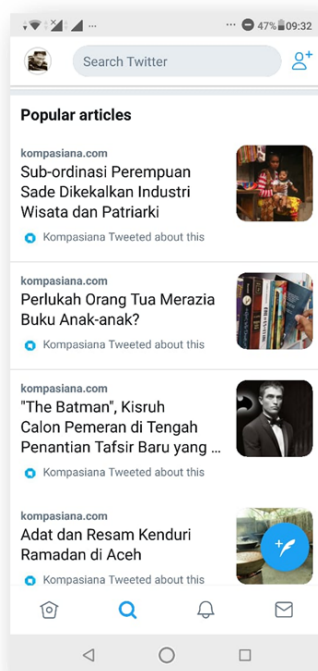 47% 09:32
Search Twitter
Popular articles
kompasiana.com
Sub-ordinasi Perempuan
Sade Dikekalkan Industri
Wisata dan Patriarki
Kompasiana Tweeted about this
kompasiana.com
Perlukah Orang Tua Merazia
Buku Anak-anak?
Kompasiana Tweeted about this
kompasiana.com
"The Batman", Kisruh
Calon Pemeran di Tengah
Penantian Tafsir Baru yang ...
Kompasiana Tweeted about this
kompasiana.com
Adat dan Resam Kenduri
Ramadan di Aceh
Kompasiana Tweeted about this